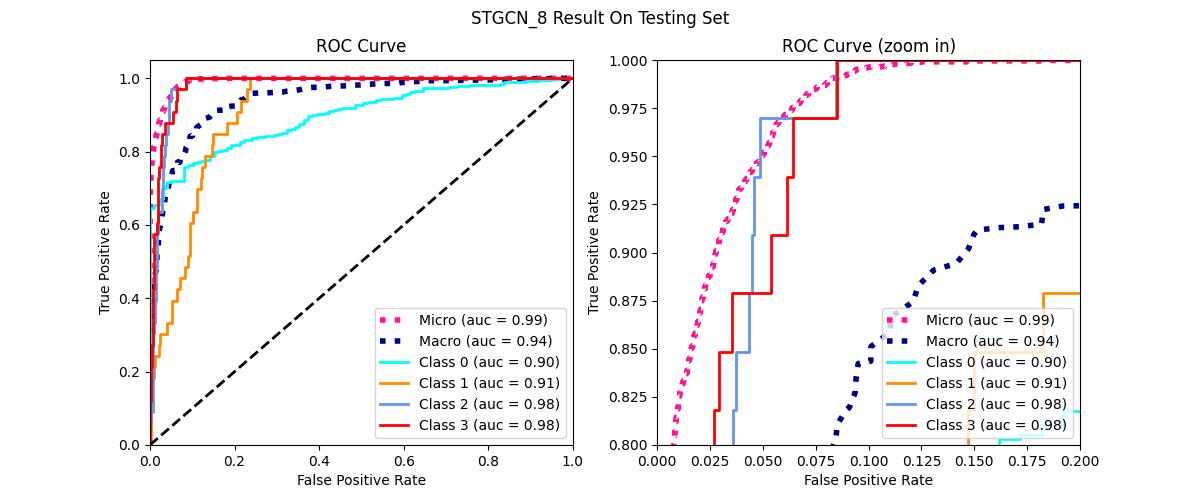 STGCN_8 Result On Testing Set
ROC Curve
True Positive Rate
1.0
0.8
0.6
0.4
0.2
0.0
Micro (auc = 0.99)
Macro (auc = 0.94)
Class 0 (auc = 0.90)
Class 1 (auc = 0.91)
Class 2 (auc = 0.98)
Class 3 (auc = 0.98)
0.0 0.2 0.4 0.6 0.8 1.0
False Positive Rate
ROC Curve (zoom in)
True Positive Rate
1.000
0.975
0.950
0.925
0.900
0.875
0.850
0.825
0.800
Micro (auc = 0.99)
Macro (auc = 0.94)
Class 0 (auc = 0.90)
Class 1 (auc = 0.91)
Class 2 (auc = 0.98)
Class 3 (auc = 0.98)
0.000 0.025 0.050 0.075 0.100 0.125 0.150 0.175 0.200
False Positive Rate